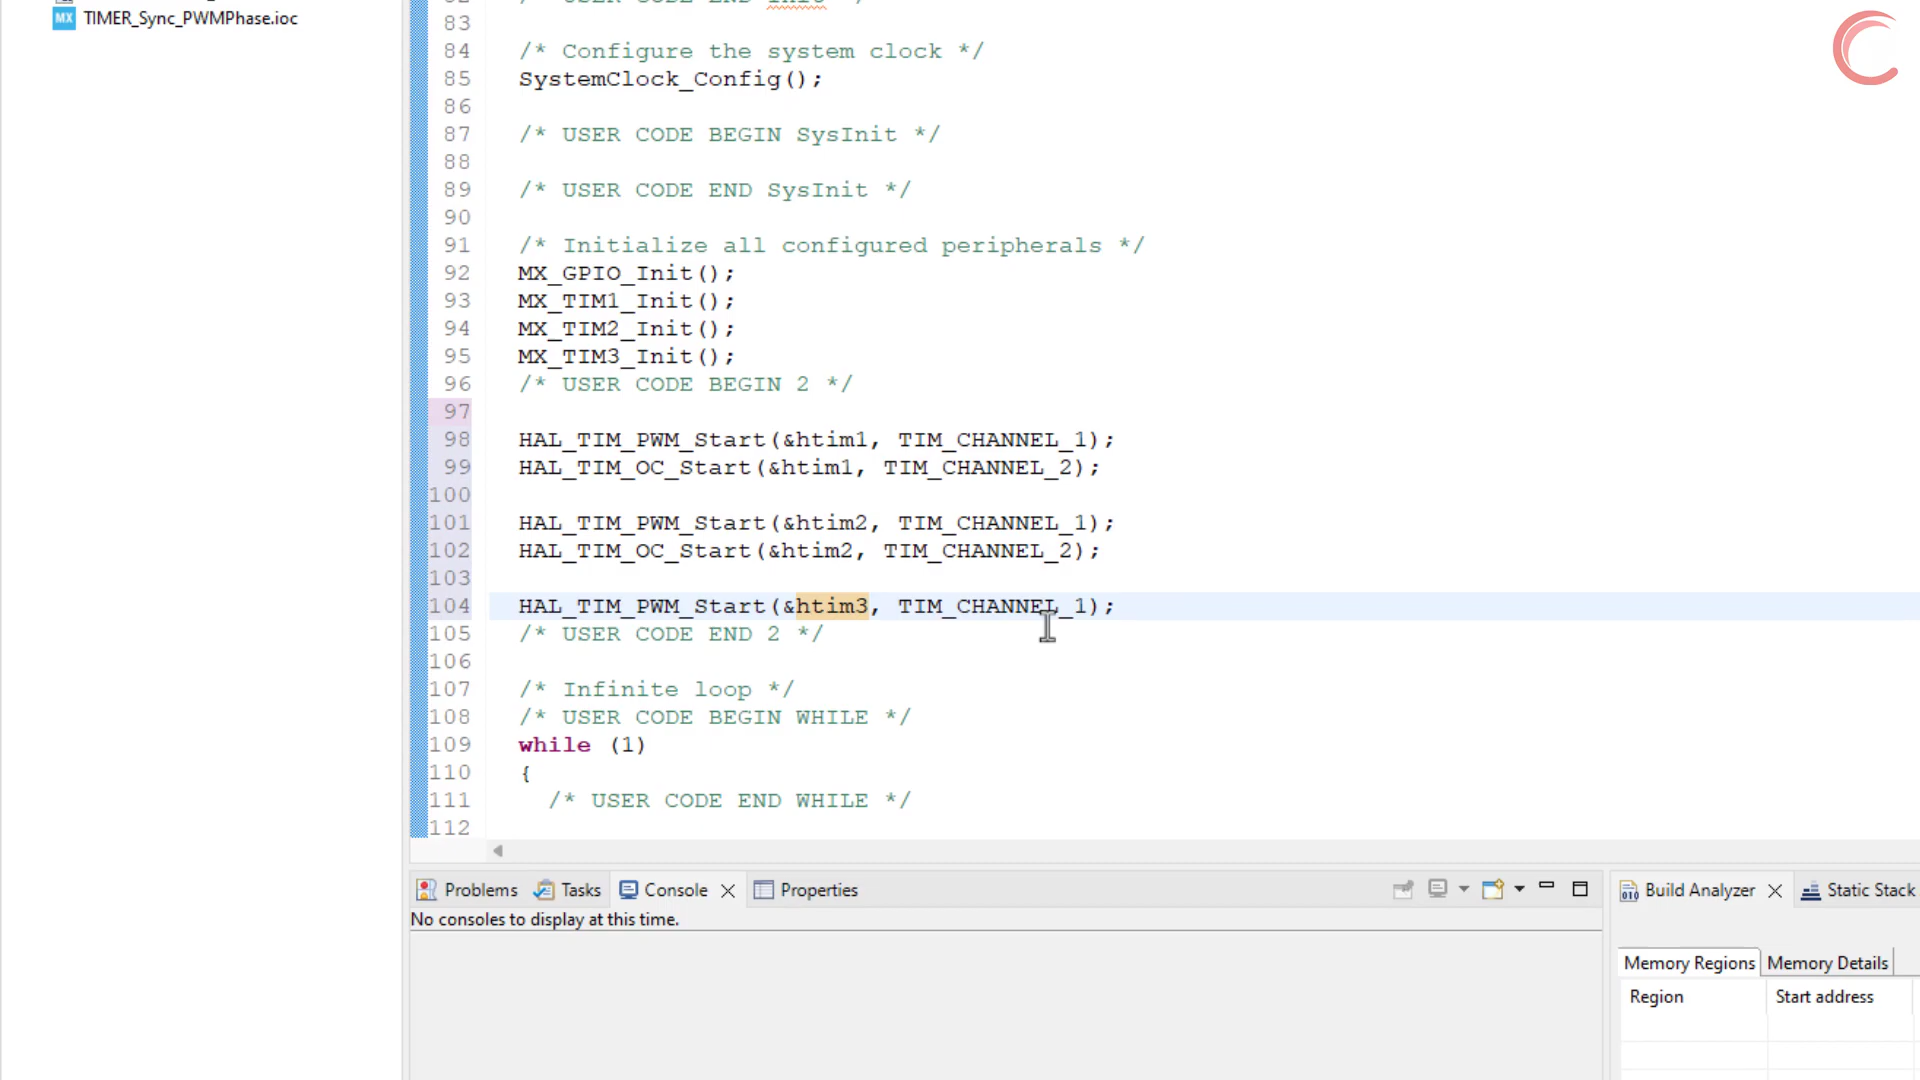 TIMER_Sync_PWMPhase.ioc
83
84 /* Configure the system clock */
85 SystemClock_Config();
86
87 /* USER CODE BEGIN SysInit */
88
89 /* USER CODE END SysInit */
90
91 /* Initialize all configured peripherals */
92 MX_GPIO_Init();
93 MX_TIM1_Init();
94 MX_TIM2_Init();
95 MX_TIM3_Init();
96 /* USER CODE BEGIN 2 */
97
98 HAL_TIM_PWM_Start(&htim1, TIM_CHANNEL_1);
99 HAL_TIM_OC_Start(&htim1, TIM_CHANNEL_2);
100
101 HAL_TIM_PWM_Start(&htim2, TIM_CHANNEL_1);
102 HAL_TIM_OC_Start(&htim2, TIM_CHANNEL_2);
103
104 HAL_TIM_PWM_Start(&htim3, TIM_CHANNEL_1);
105 /* USER CODE END 2 */
106
107 /* Infinite loop */
108 /* USER CODE BEGIN WHILE */
109 while (1)
110 {
111 /* USER CODE END WHILE */
112
Problems Tasks Console Properties
No consoles to display at this time.
Build Analyzer Static Stack
Memory Regions Memory Details
Region Start address